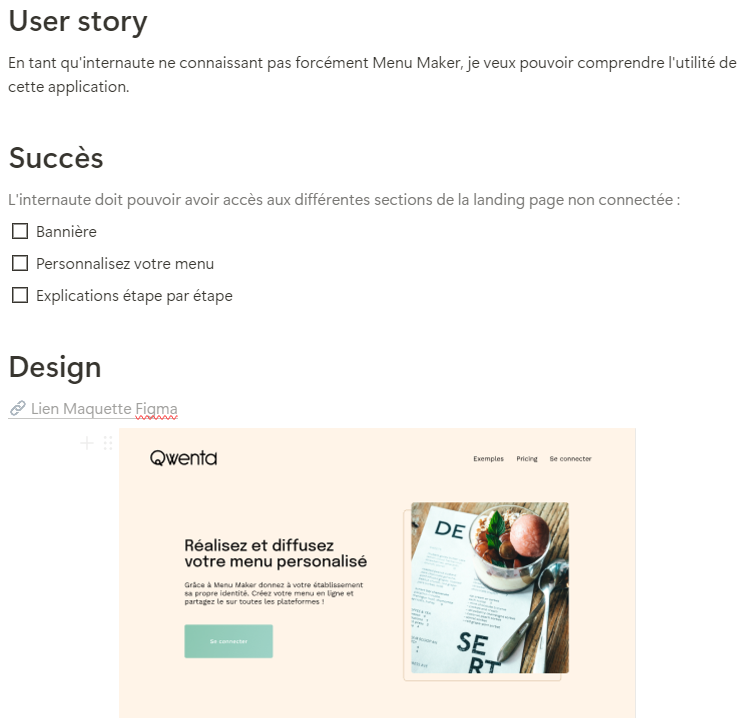 User story
En tant qu'internaute ne connaissant pas forcément Menu Maker, je veux pouvoir comprendre l'utilité de
cette application.
Succès
L'internaute doit pouvoir avoir accès aux différentes sections de la landing page non connectée :
Bannière
Personnalisez votre menu
Explications étape par étape
Design
Lien Maquette Figma
Qwenta
Exemples Pricing Se connecter
Réalisez et diffusez
votre menu personalisé
Grâce à Menu Maker donnez à votre établissement
sa propre identité. Créez votre menu en ligne et
partagez le sur toutes les plateformes !
Se connecter
DE
SE
RT